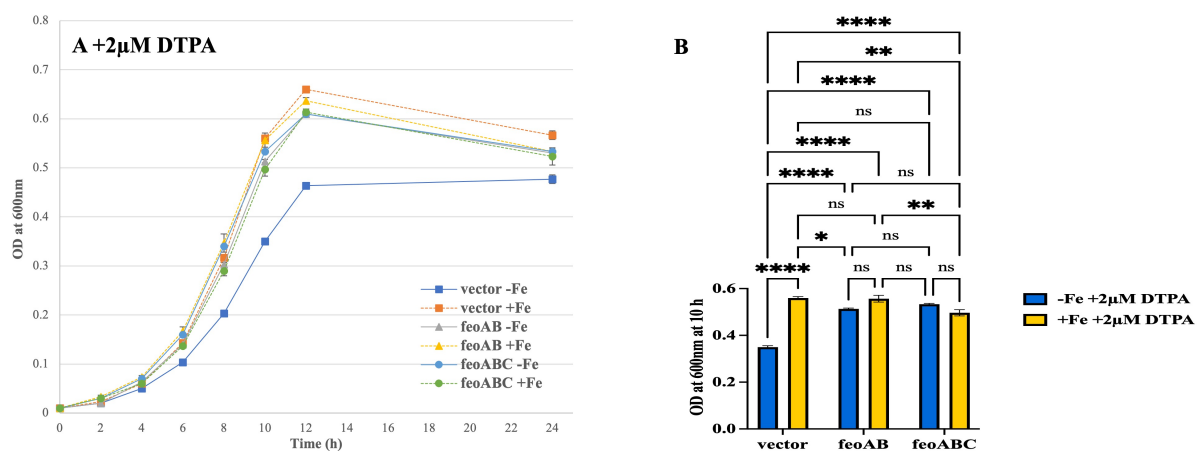 A +2µM DTPA
OD at 600nm
0.8
0.7
0.6
0.5
0.4
0.3
0.2
0.1
0
0 2 4 6 8 10 12 14 16 18 20 22 24
Time (h)
vector -Fe
vector +Fe
feoAB -Fe
feoAB +Fe
feoABC -Fe
feoABC +Fe
B
****
**
****
ns
****
**** ns
ns **
* ns
**** ns ns ns
OD at 600nm at 10 h
0.6
0.4
0.2
0.0
vector feoAB feoABC
-Fe +2µM DTPA
+Fe +2µM DTPA